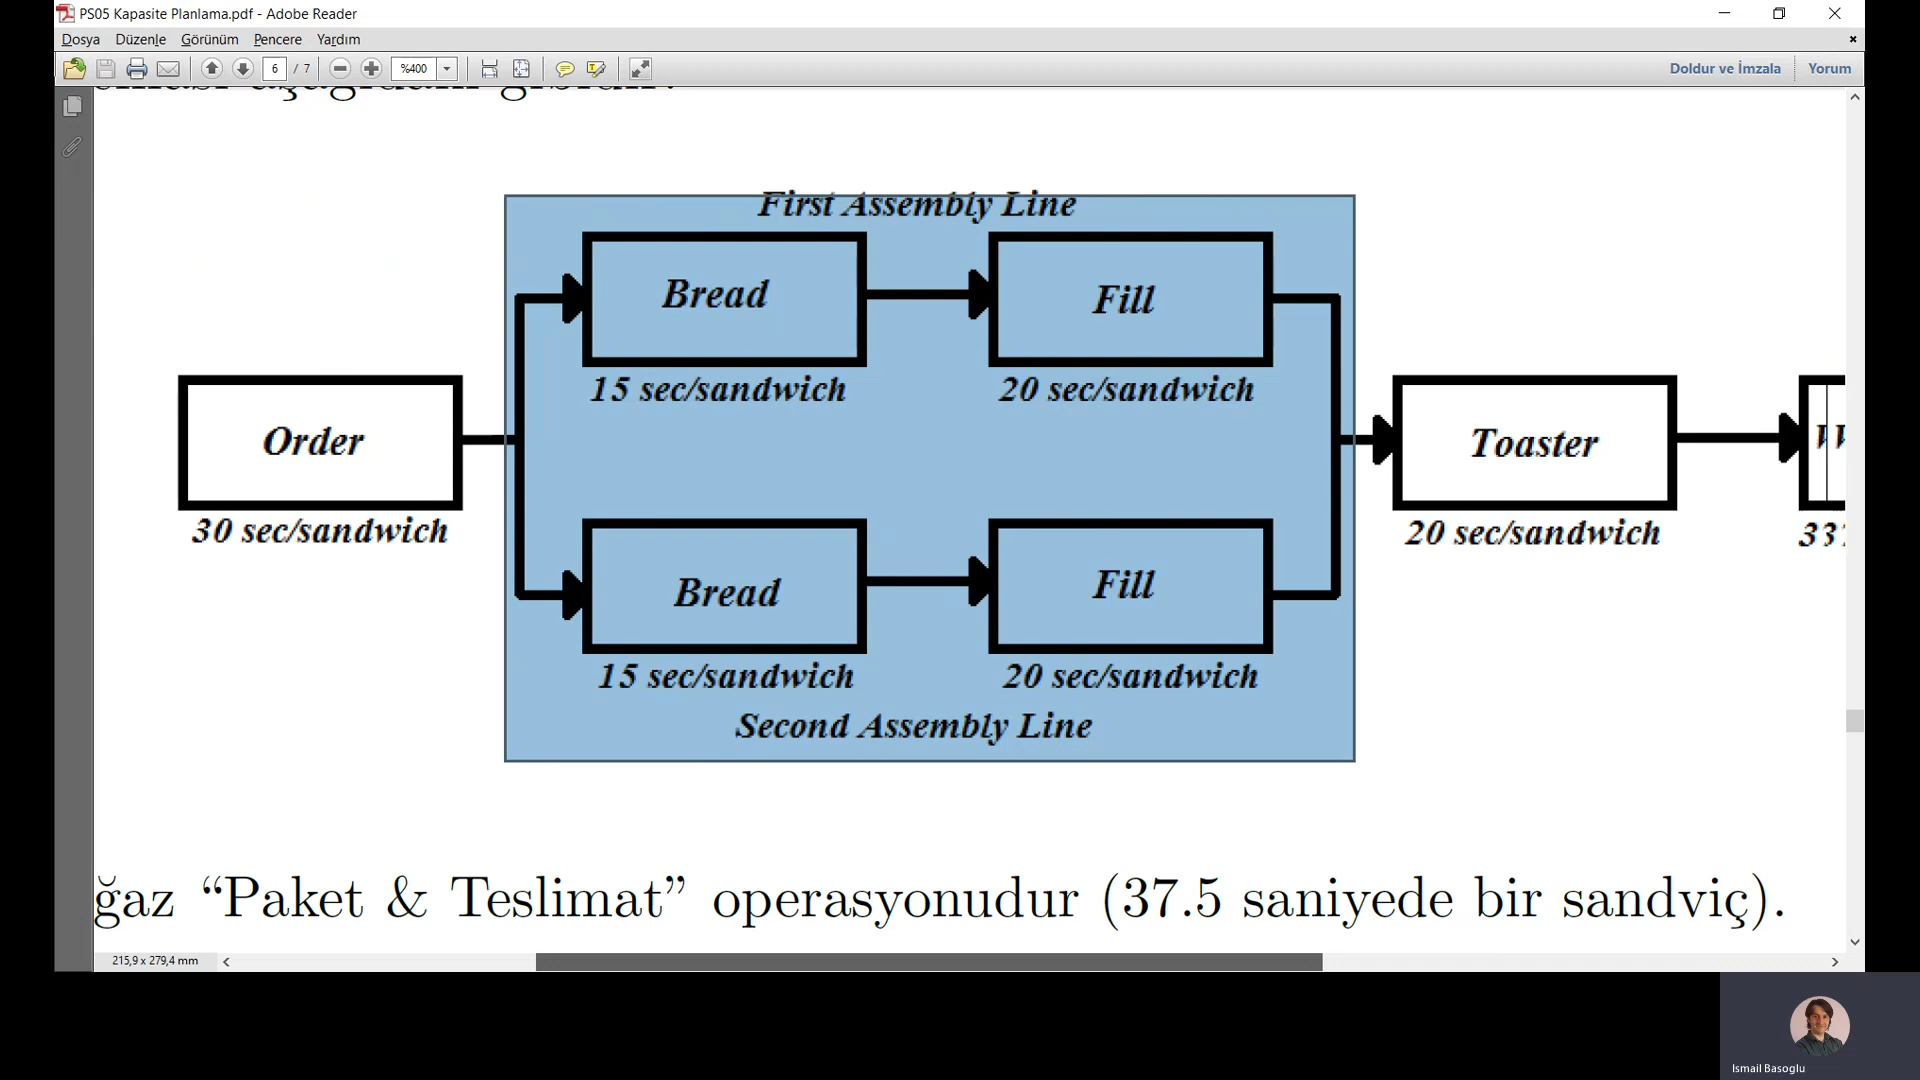 PS05 Kapasite Planlama.pdf - Adobe Reader
Dosya Düzenle Görünüm Pencere Yardım
6 / 7 %400 Doldur ve İmzala Yorum
aşağıdaki gibidir.
First Assembly Line
Bread Fill
15 sec/sandwich 20 sec/sandwich
Order Toaster
30 sec/sandwich 20 sec/sandwich
Bread Fill
15 sec/sandwich 20 sec/sandwich
Second Assembly Line
ğaz “Paket & Teslimat” operasyonudur (37.5 saniyede bir sandviç).
215,9 x 279,4 mm
Ismail Basoglu